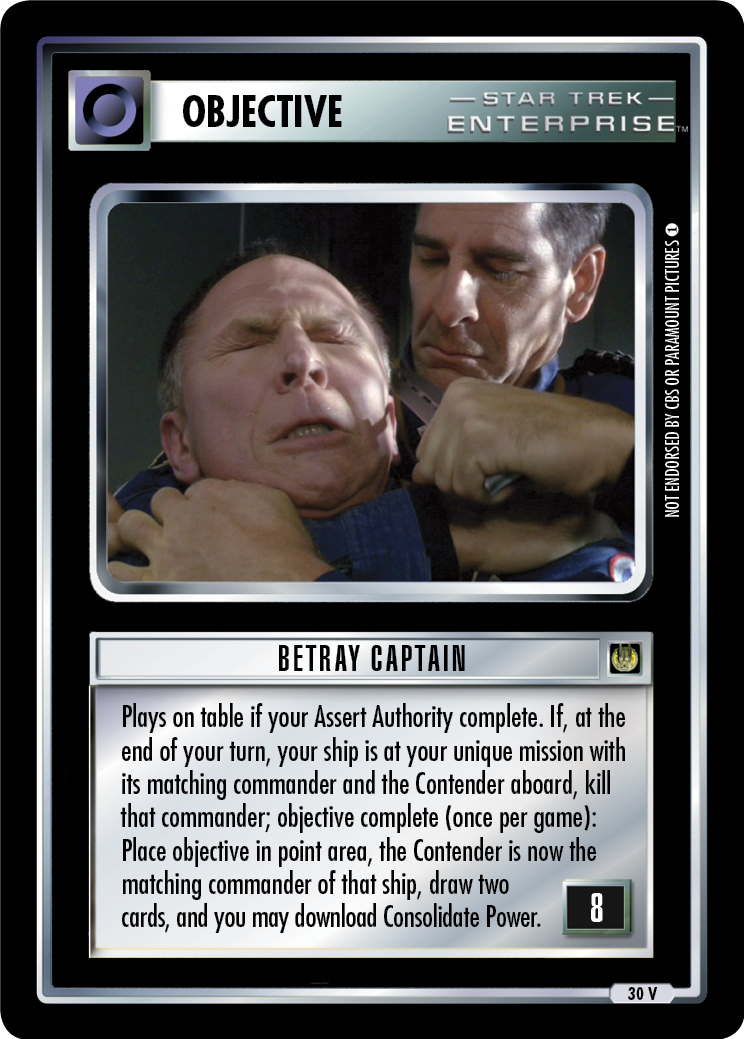 OBJECTIVE
— STAR TREK —
ENTERPRISE™
NOT ENDORSED BY CBS OR PARAMOUNT PICTURES 1
BETRAY CAPTAIN
Plays on table if your Assert Authority complete. If, at the
end of your turn, your ship is at your unique mission with
its matching commander and the Contender aboard, kill
that commander; objective complete (once per game):
Place objective in point area, the Contender is now the
matching commander of that ship, draw two
cards, and you may download Consolidate Power.
8
30 V